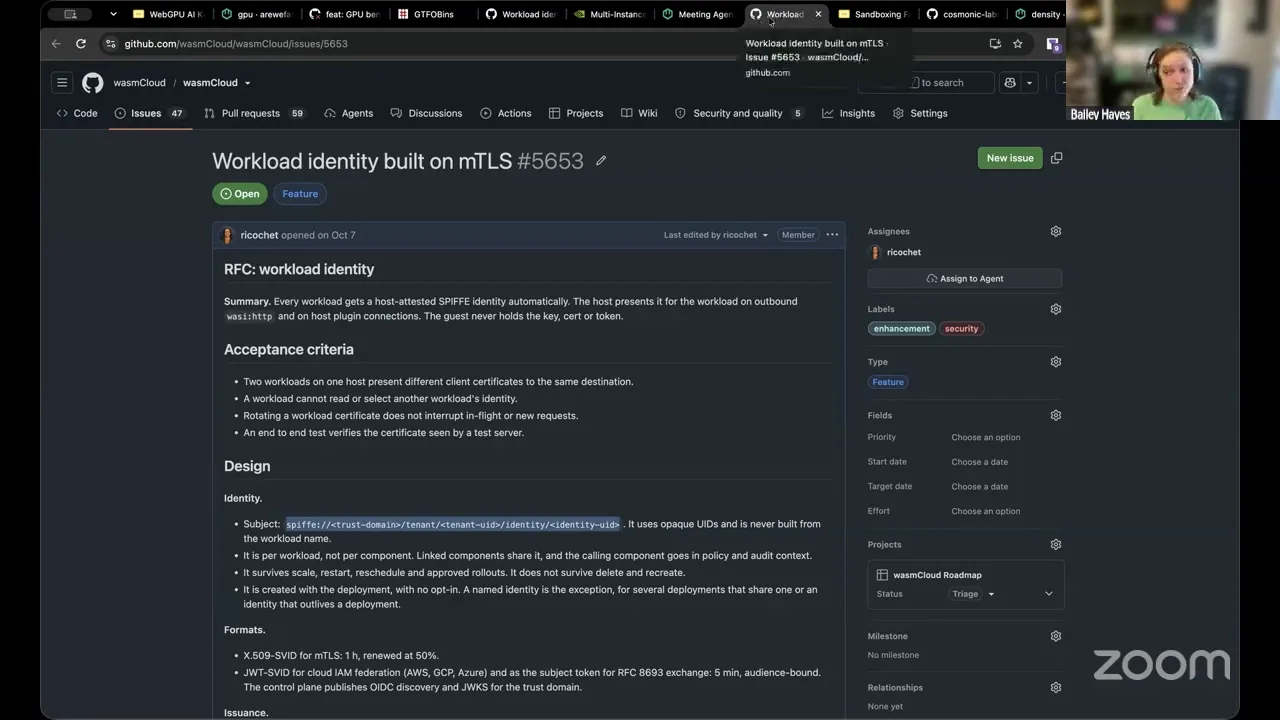 WebGPU AI K
gpu · arewefa
feat: GPU ben
GTFOBins
Workload iden
Multi-Instanc
Meeting Agen
Workload
Sandboxing F
cosmonic-lab
density
github.com/wasmCloud/wasmCloud/issues/5653
Workload identity built on mTLS ·
Issue #5653 · wasmCloud/...
github.com
9
wasmCloud / wasmCloud
to search
Code
Issues 47
Pull requests 59
Agents
Discussions
Actions
Projects
Wiki
Security and quality 5
Insights
Settings
Bailey Hayes
Workload identity built on mTLS #5653
New issue
Open
Feature
ricochet opened on Oct 7
Last edited by ricochet
Member
RFC: workload identity
Summary. Every workload gets a host-attested SPIFFE identity automatically. The host presents it for the workload on outbound
wasi:http and on host plugin connections. The guest never holds the key, cert or token.
Acceptance criteria
• Two workloads on one host present different client certificates to the same destination.
• A workload cannot read or select another workload's identity.
• Rotating a workload certificate does not interrupt in-flight or new requests.
• An end to end test verifies the certificate seen by a test server.
Design
Identity.
• Subject: spiffe://<trust-domain>/tenant/<tenant-uid>/identity/<identity-uid> . It uses opaque UIDs and is never built from
the workload name.
• It is per workload, not per component. Linked components share it, and the calling component goes in policy and audit context.
• It survives scale, restart, reschedule and approved rollouts. It does not survive delete and recreate.
• It is created with the deployment, with no opt-in. A named identity is the exception, for several deployments that share one or an
identity that outlives a deployment.
Formats.
• X.509-SVID for mTLS: 1 h, renewed at 50%.
• JWT-SVID for cloud IAM federation (AWS, GCP, Azure) and as the subject token for RFC 8693 exchange: 5 min, audience-bound.
The control plane publishes OIDC discovery and JWKS for the trust domain.
Issuance.
Assignees
ricochet
Assign to Agent
Labels
enhancement
security
Type
Feature
Fields
Priority
Choose an option
Start date
Choose a date
Target date
Choose a date
Effort
Choose an option
Projects
wasmCloud Roadmap
Status
Triage
Milestone
No milestone
Relationships
None yet
zoom